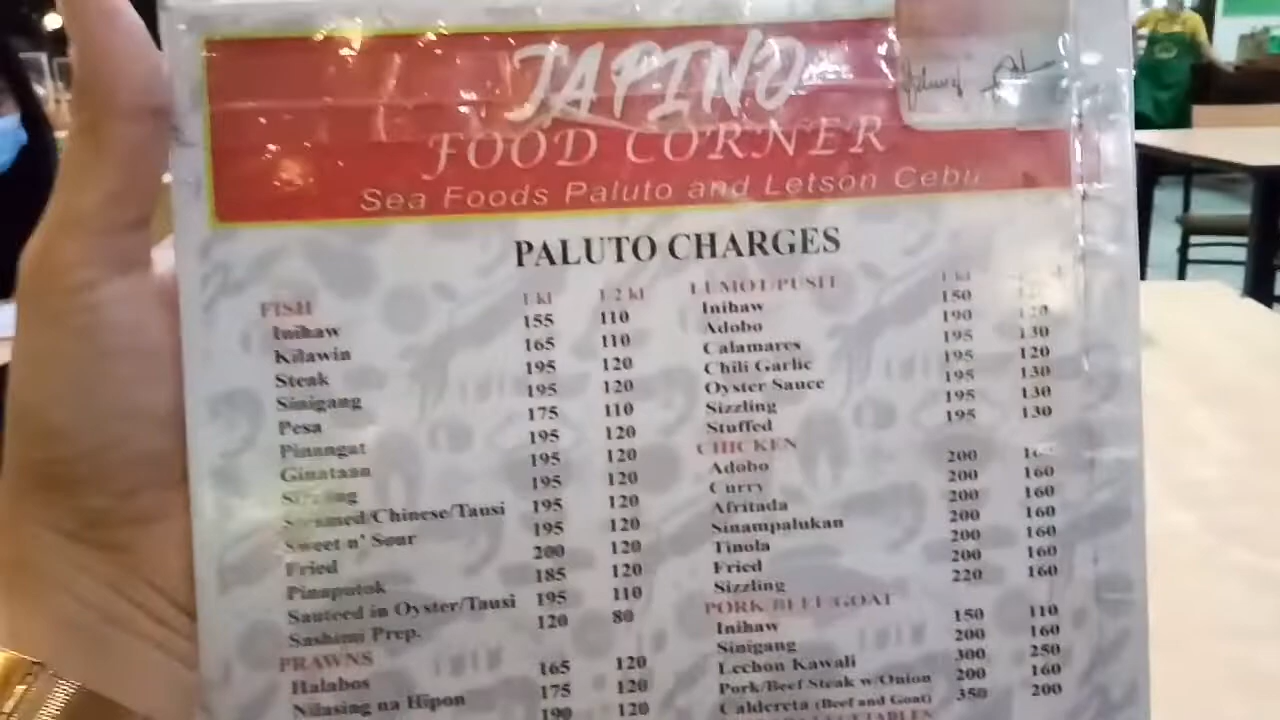 JAPINO
FOOD CORNER
Sea Foods Paluto and Letson Cebu
PALUTO CHARGES
FISH 1 kl 1/2 kl
Inihaw 155 110
Kilawin 165 110
Steak 195 120
Sinigang 195 120
Pesa 175 110
Pinangat 195 120
Ginataan 195 120
Sizzling 195 120
Steamed/Chinese/Tausi 195 120
Sweet n' Sour 195 120
Fried 200 120
Pinaputok 185 120
Sauteed in Oyster/Tausi 195 110
Sashimi Prep. 120 80
PRAWNS
Halabos 165 120
Nilasing na Hipon 175 120
190 120
LUMOT/PUSIT 1 kl
Inihaw 150
Adobo 190 120
Calamares 195 130
Chili Garlic 195 120
Oyster Sauce 195 130
Sizzling 195 130
Stuffed 195 130
CHICKEN
Adobo 200
Curry 200 160
Afritada 200 160
Sinampalukan 200 160
Tinola 200 160
Fried 200 160
Sizzling 220 160
PORK/BEEF/GOAT
Inihaw 150 110
Sinigang 200 160
Lechon Kawali 300 250
Pork/Beef Steak w/Onion 200 160
Caldereta (Beef and Goat) 350 200